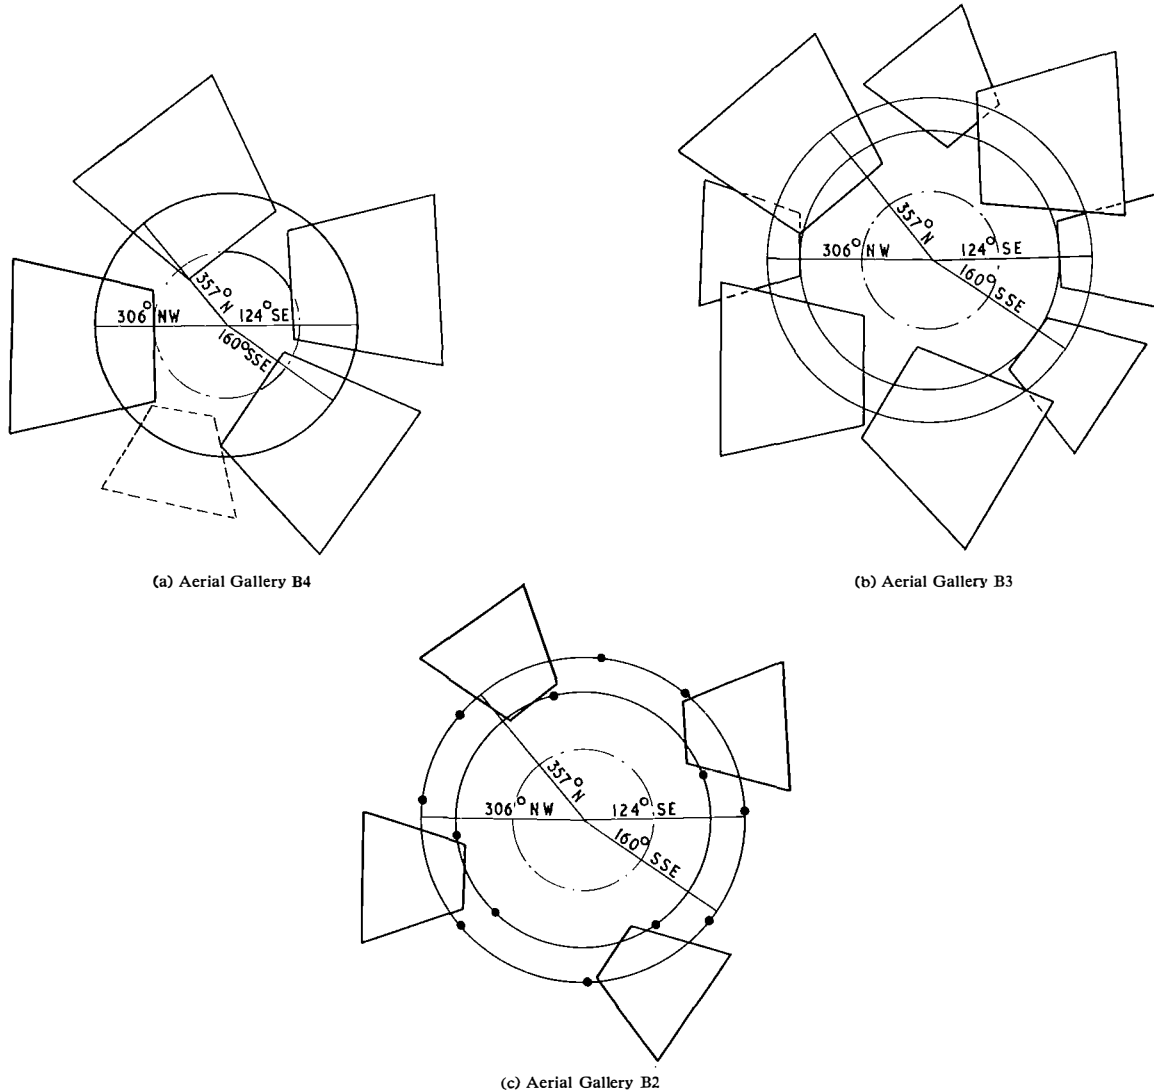 357° N
306° NW
124° SE
160° SSE
(a) Aerial Gallery B4
357° N
306° NW
124° SE
160° SSE
(b) Aerial Gallery B3
357° N
306° NW
124° SE
160° SSE
(c) Aerial Gallery B2